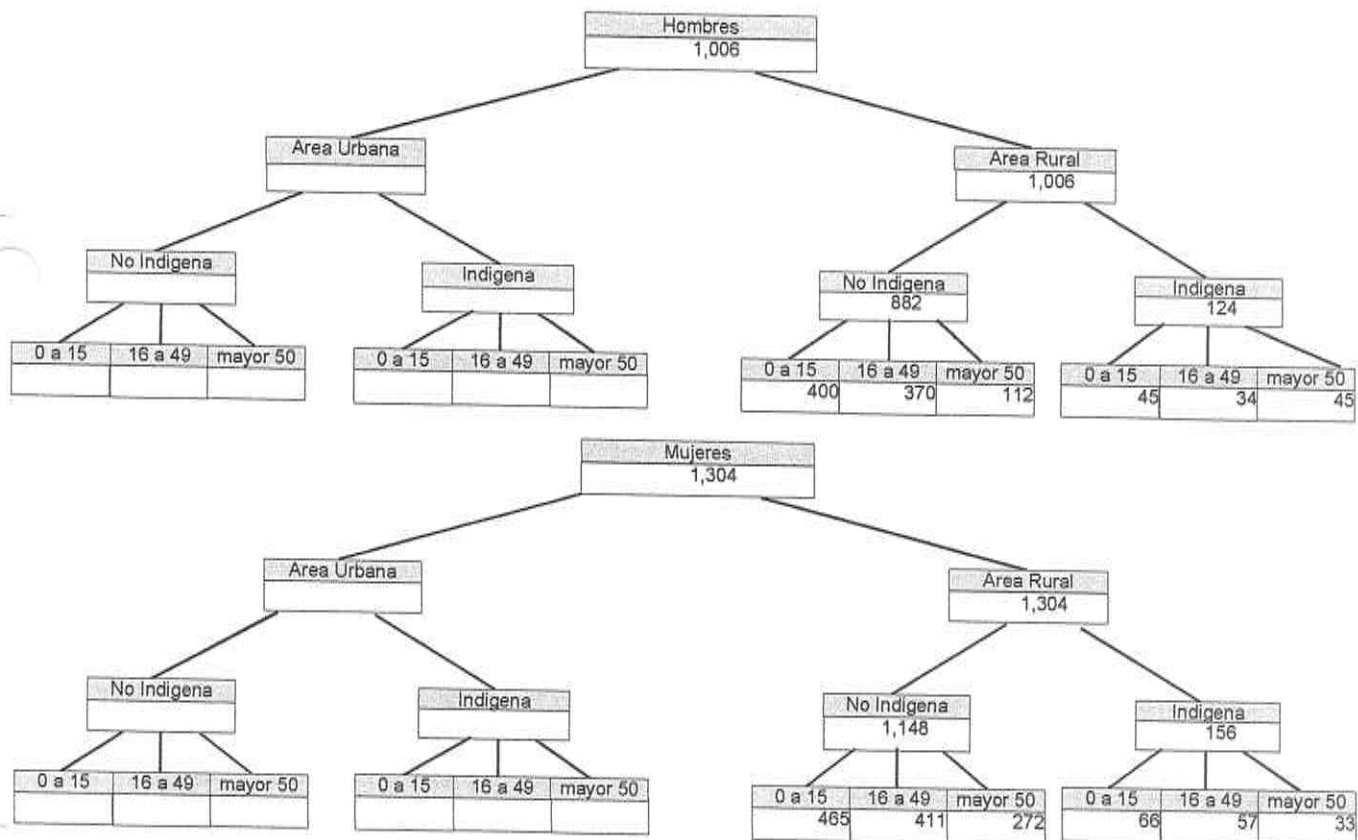 Hombres
1,006
Area Urbana
Area Rural
1,006
No Indigena
Indigena
No Indigena
882
Indigena
124
0 a 15 16 a 49 mayor 50
0 a 15 16 a 49 mayor 50
0 a 15 16 a 49 mayor 50
400 370 112
0 a 15 16 a 49 mayor 50
45 34 45
Mujeres
1,304
Area Urbana
Area Rural
1,304
No Indigena
Indigena
No Indigena
1,148
Indigena
156
0 a 15 16 a 49 mayor 50
0 a 15 16 a 49 mayor 50
0 a 15 16 a 49 mayor 50
465 411 272
0 a 15 16 a 49 mayor 50
66 57 33